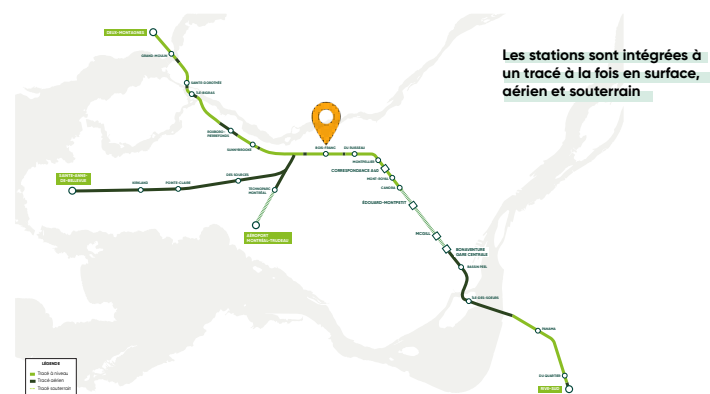 Les stations sont intégrées à
un tracé à la fois en surface,
aérien et souterrain
DEUX-MONTAGNES
GRAND-MOULIN
SAINTE-DOROTHÉE
ÎLE-BIGRAS
PIERREFONDS-
SUNNYBROOKE
BOIS-FRANC
DU RUISSEAU
MONTPELLIER
CORRESPONDANCE A40
MONT-ROYAL
CANORA
ÉDOUARD-MONTPETIT
MCGILL
BONAVENTURE
GARE CENTRALE
BASSIN PEEL
ÎLE-DES-SOEURS
PANAMA
DU QUARTIER
RIVE-SUD
SAINTE-ANNE-
DE-BELLEVUE
KIRKLAND
POINTE-CLAIRE
DES SOURCES
TECHNOPARC
MONTRÉAL
AÉROPORT
MONTRÉAL-TRUDEAU
LÉGENDE
Tracé à niveau
Tracé aérien
Tracé souterrain